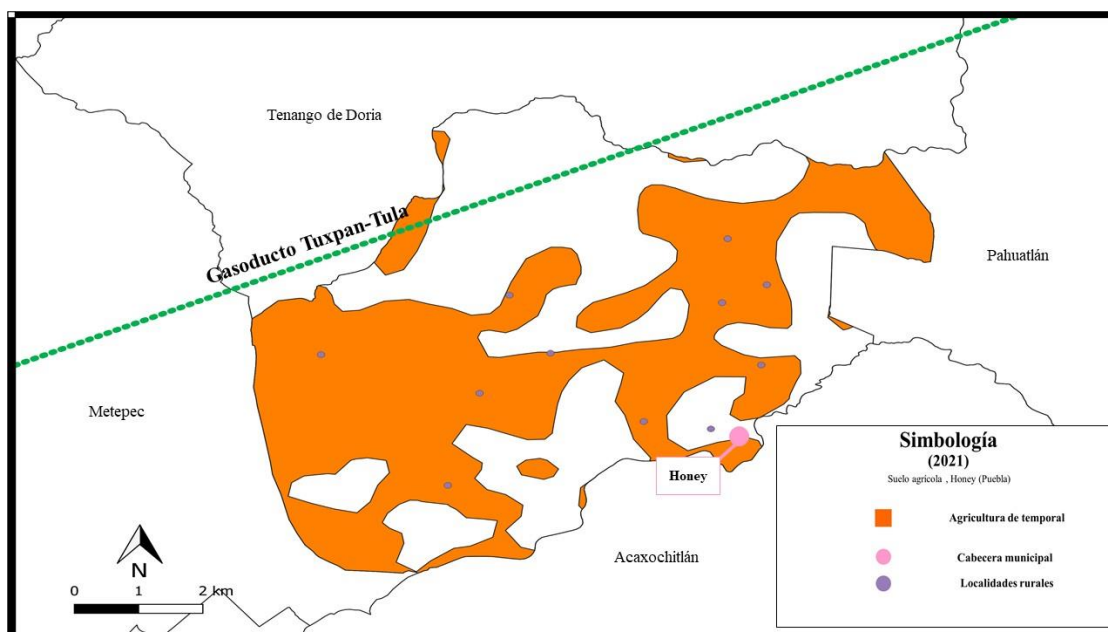 Tenango de Doria
Gasoducto Tuxpan-Tula
Pahuatlán
Metepec
Honey
Acaxochitlán
N
0 1 2 km
Simbología
(2021)
Suelo agrícola , Honey (Puebla)
Agricultura de temporal
Cabecera municipal
Localidades rurales